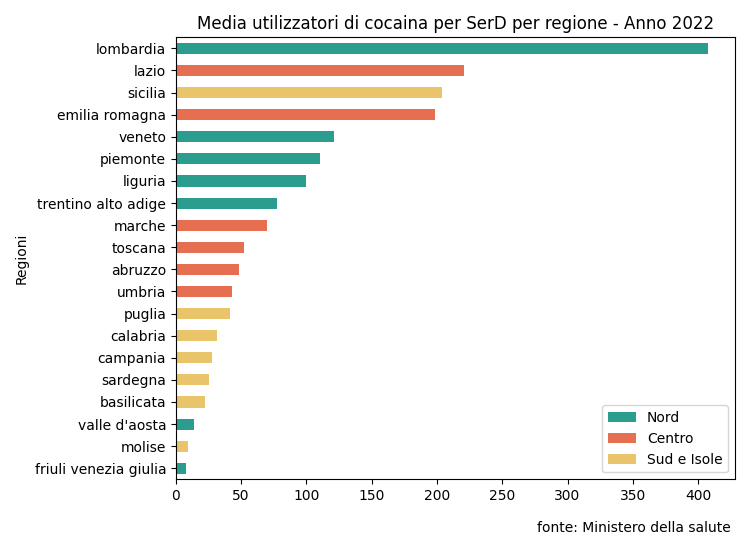 Media utilizzatori di cocaina per SerD per regione - Anno 2022
Regioni
lombardia
lazio
sicilia
emilia romagna
veneto
piemonte
liguria
trentino alto adige
marche
toscana
abruzzo
umbria
puglia
calabria
campania
sardegna
basilicata
valle d'aosta
molise
friuli venezia giulia
Nord
Centro
Sud e Isole
0 50 100 150 200 250 300 350 400
fonte: Ministero della salute